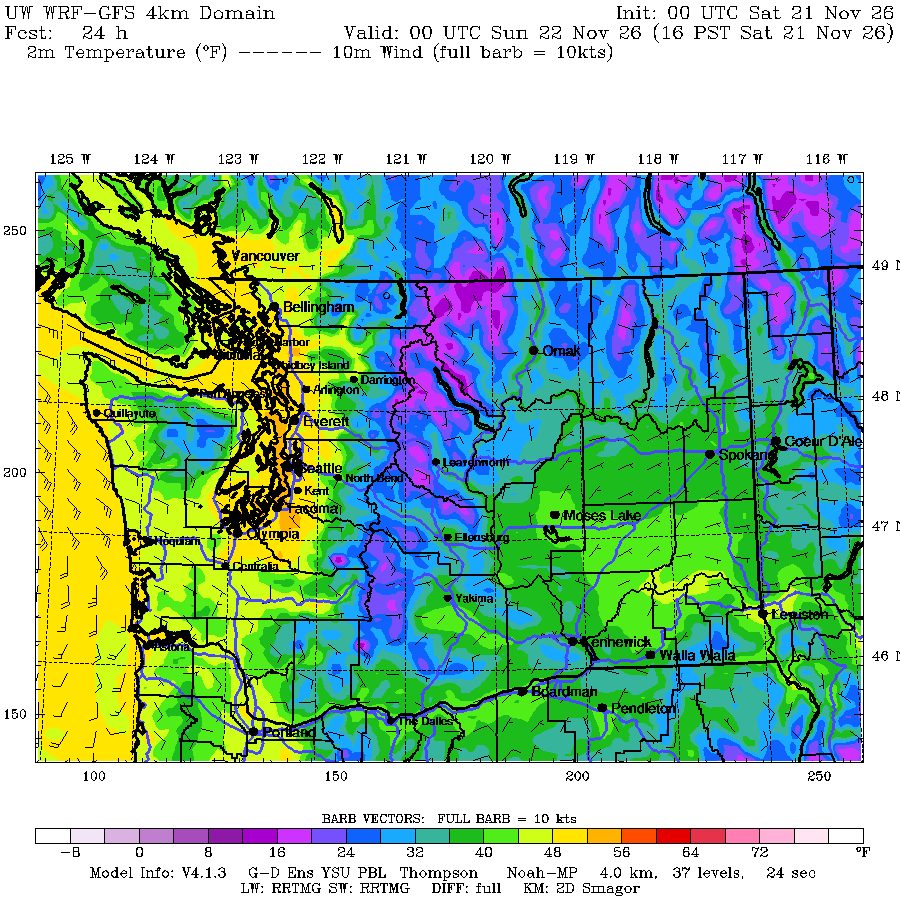 UW WRF-GFS 4km Domain Init: 00 UTC Sat 21 Nov 26
Fcst: 24 h Valid: 00 UTC Sun 22 Nov 26 (16 PST Sat 21 Nov 26)
2m Temperature (°F) ------ 10m Wind (full barb = 10kts)
125 W 124 W 123 W 122 W 121 W 120 W 119 W 118 W 117 W 116 W
250
Vancouver
49 N
Bellingham
Omak
Whidbey Island
Darrington
Arlington
48 N
Quillayute
Everett
Coeur D'Ale
Spokane
Leavenworth
Seattle
200
North Bend
Kent
Tacoma
Moses Lake
47 N
Olympia
Ellensburg
Hoquiam
Centralia
Yakima
Lewiston
Kennewick
Astoria
Walla Walla
46 N
Boardman
Pendleton
150
The Dalles
Portland
100 150 200 250
BARB VECTORS: FULL BARB = 10 kts
-8 0 8 16 24 32 40 48 56 64 72 °F
Model Info: V4.1.3 G-D Ens YSU PBL Thompson Noah-MP 4.0 km, 37 levels, 24 sec
LW: RRTMG SW: RRTMG DIFF: full KM: 2D Smagor